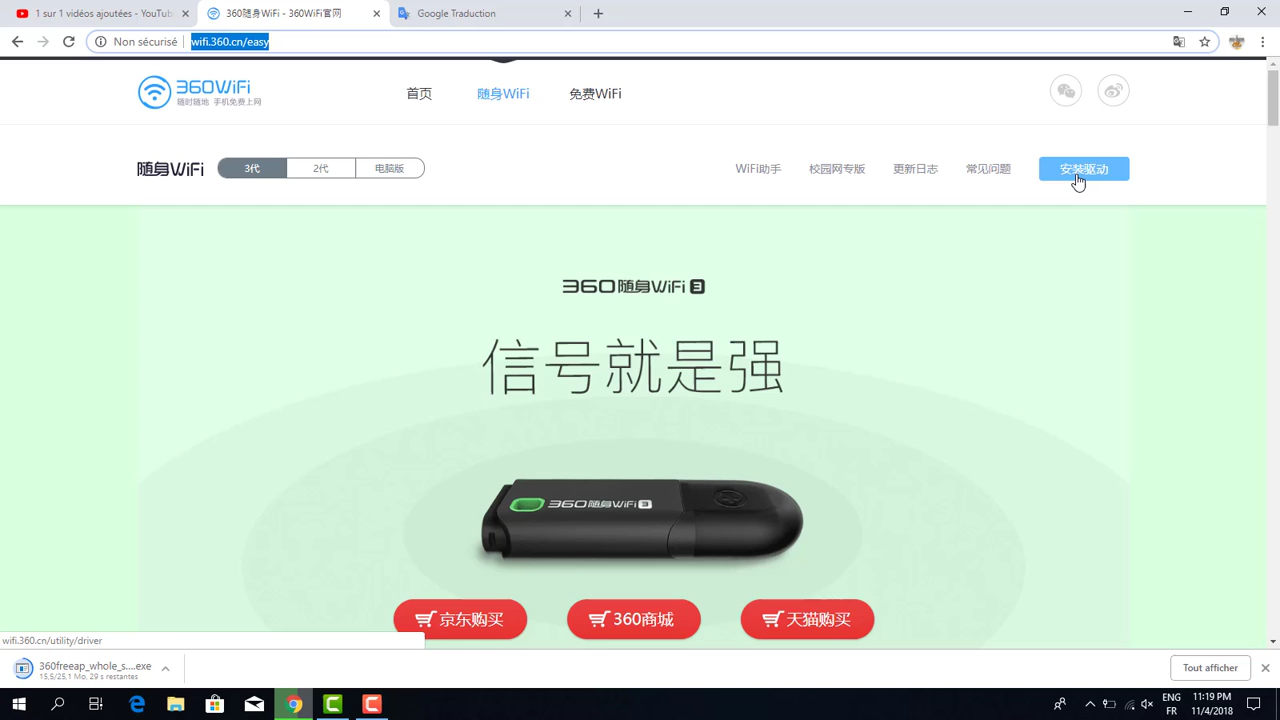 1 sur 1 vidéos ajoutées - YouTub
360随身WiFi - 360WiFi官网
Google Traduction
Non sécurisé
wifi.360.cn/easy
360WiFi
随时随地 手机免费上网
首页
随身WiFi
免费WiFi
随身WiFi
3代
2代
电脑版
WiFi助手
校园网专版
更新日志
常见问题
安装驱动
360随身WiFi 3
信号就是强
360随身WiFi 3
京东购买
360商城
天猫购买
wifi.360.cn/utility/driver
360freeap_whole_s....exe
15,5/25,1 Mo, 29 s restantes
Tout afficher
ENG
FR
11:19 PM
11/4/2018